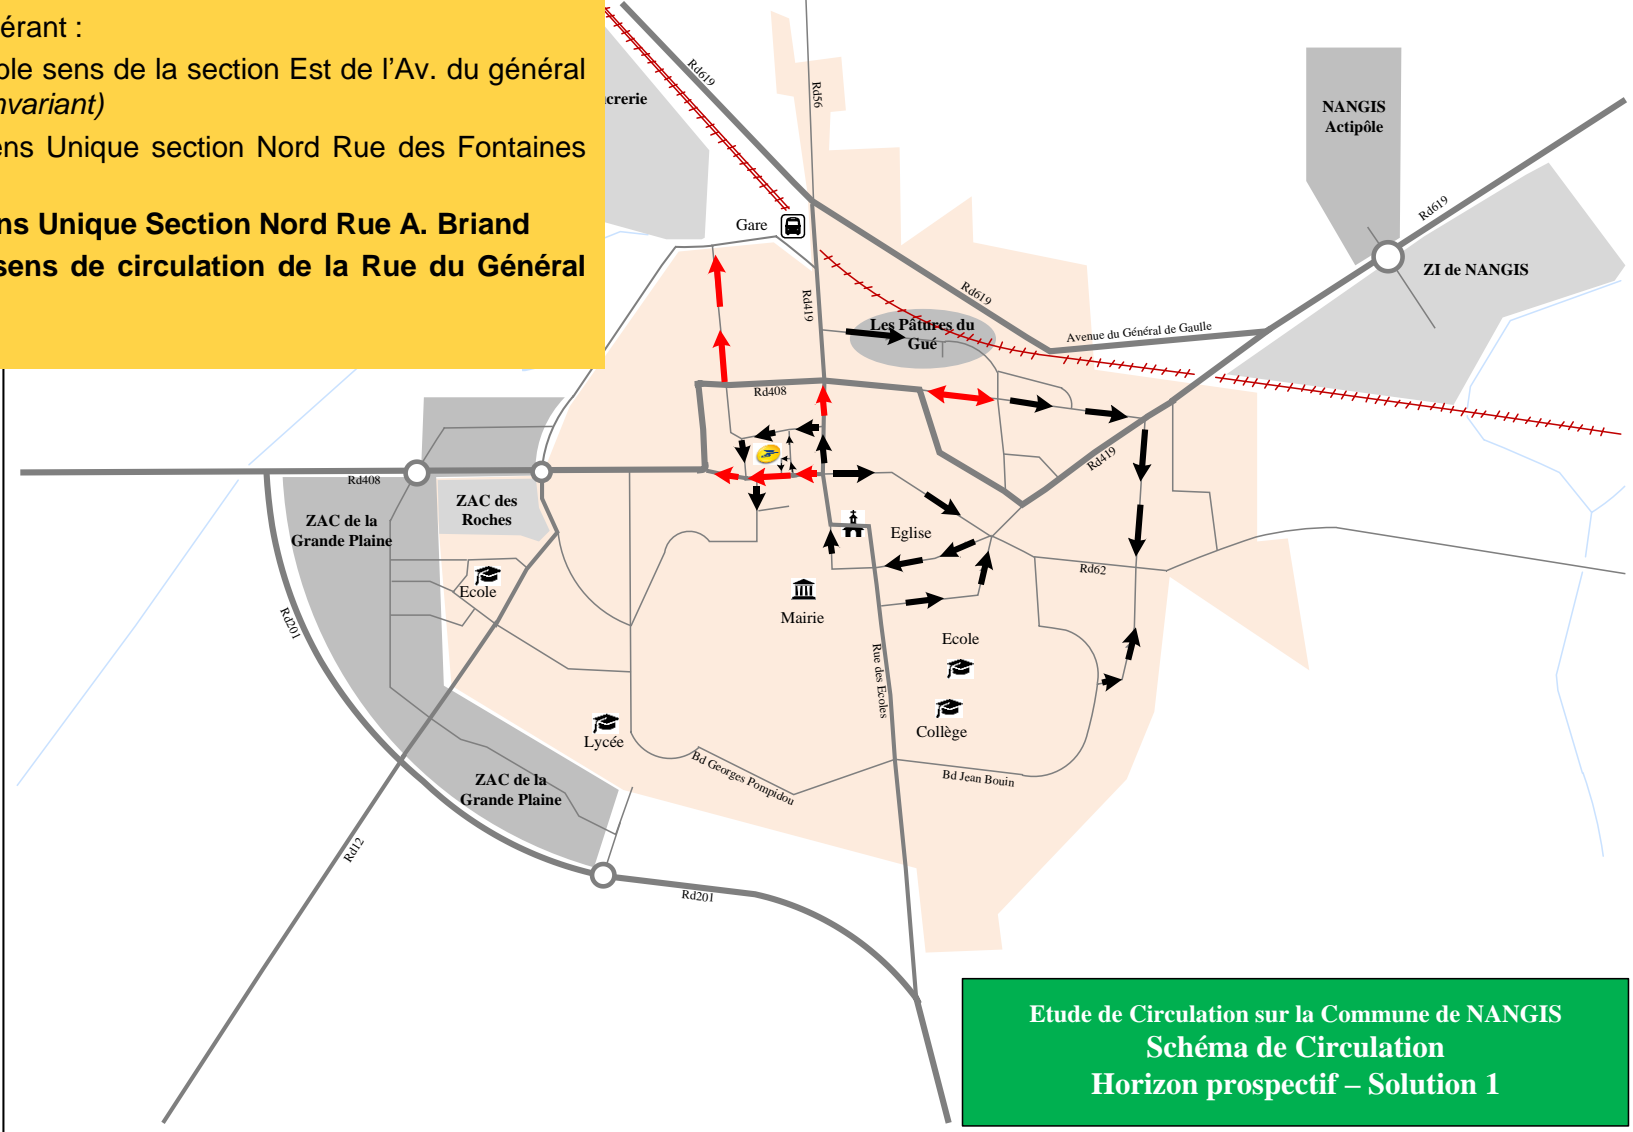 érant :
ole sens de la section Est de l'Av. du général
nvariant)
ens Unique section Nord Rue des Fontaines
ns Unique Section Nord Rue A. Briand
sens de circulation de la Rue du Général
crerie
Rd619
Rd56
NANGIS
Actipôle
Rd619
ZI de NANGIS
Gare
Rd619
Rd419
Les Pâtures du
Gué
Avenue du Général de Gaulle
Rd408
Rd419
Rd408
ZAC des
Roches
ZAC de la
Grande Plaine
Eglise
Rd62
Ecole
Mairie
Rd201
Ecole
Rue des Ecoles
Lycée
Collège
Bd Georges Pompidou
Bd Jean Bouin
ZAC de la
Grande Plaine
Rd12
Rd201
Etude de Circulation sur la Commune de NANGIS
Schéma de Circulation
Horizon prospectif – Solution 1